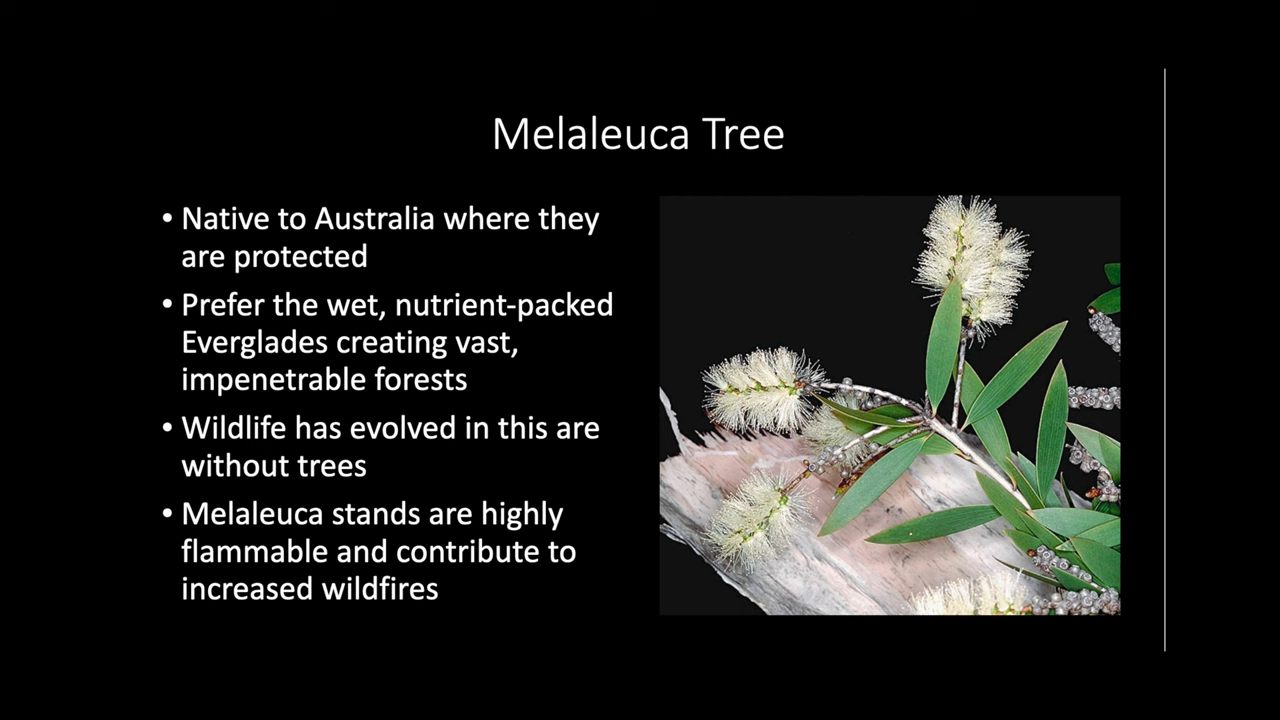 Melaleuca Tree
• Native to Australia where they
are protected
• Prefer the wet, nutrient-packed
Everglades creating vast,
impenetrable forests
• Wildlife has evolved in this are
without trees
• Melaleuca stands are highly
flammable and contribute to
increased wildfires